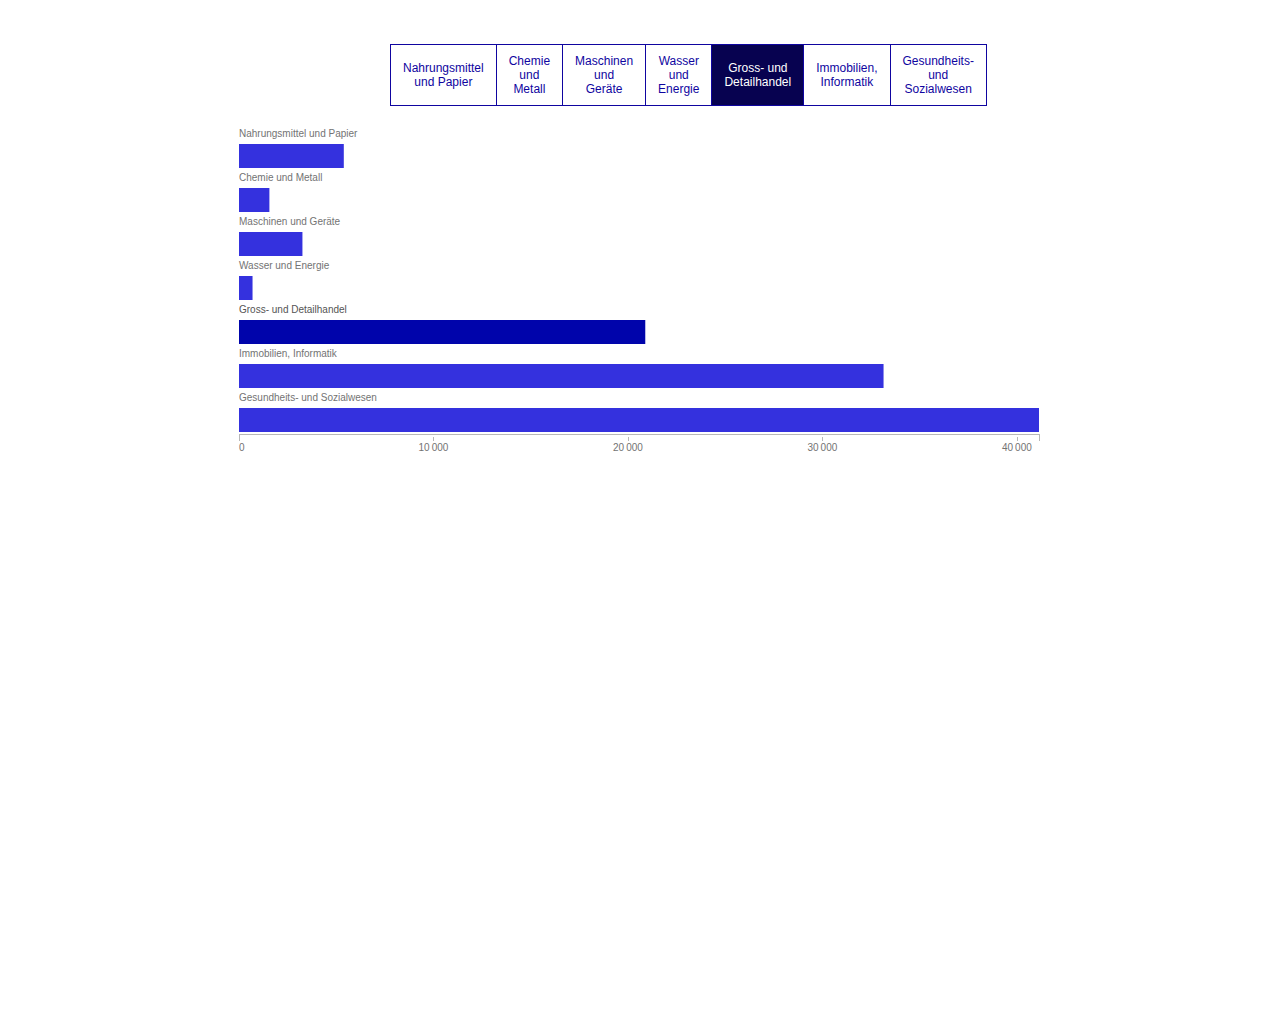 Nahrungsmittel
und Papier
Chemie
und
Metall
Maschinen
und
Geräte
Wasser
und
Energie
Gross- und
Detailhandel
Immobilien,
Informatik
Gesundheits-
und
Sozialwesen
Nahrungsmittel und Papier
Chemie und Metall
Maschinen und Geräte
Wasser und Energie
Gross- und Detailhandel
Immobilien, Informatik
Gesundheits- und Sozialwesen
0 10 000 20 000 30 000 40 000